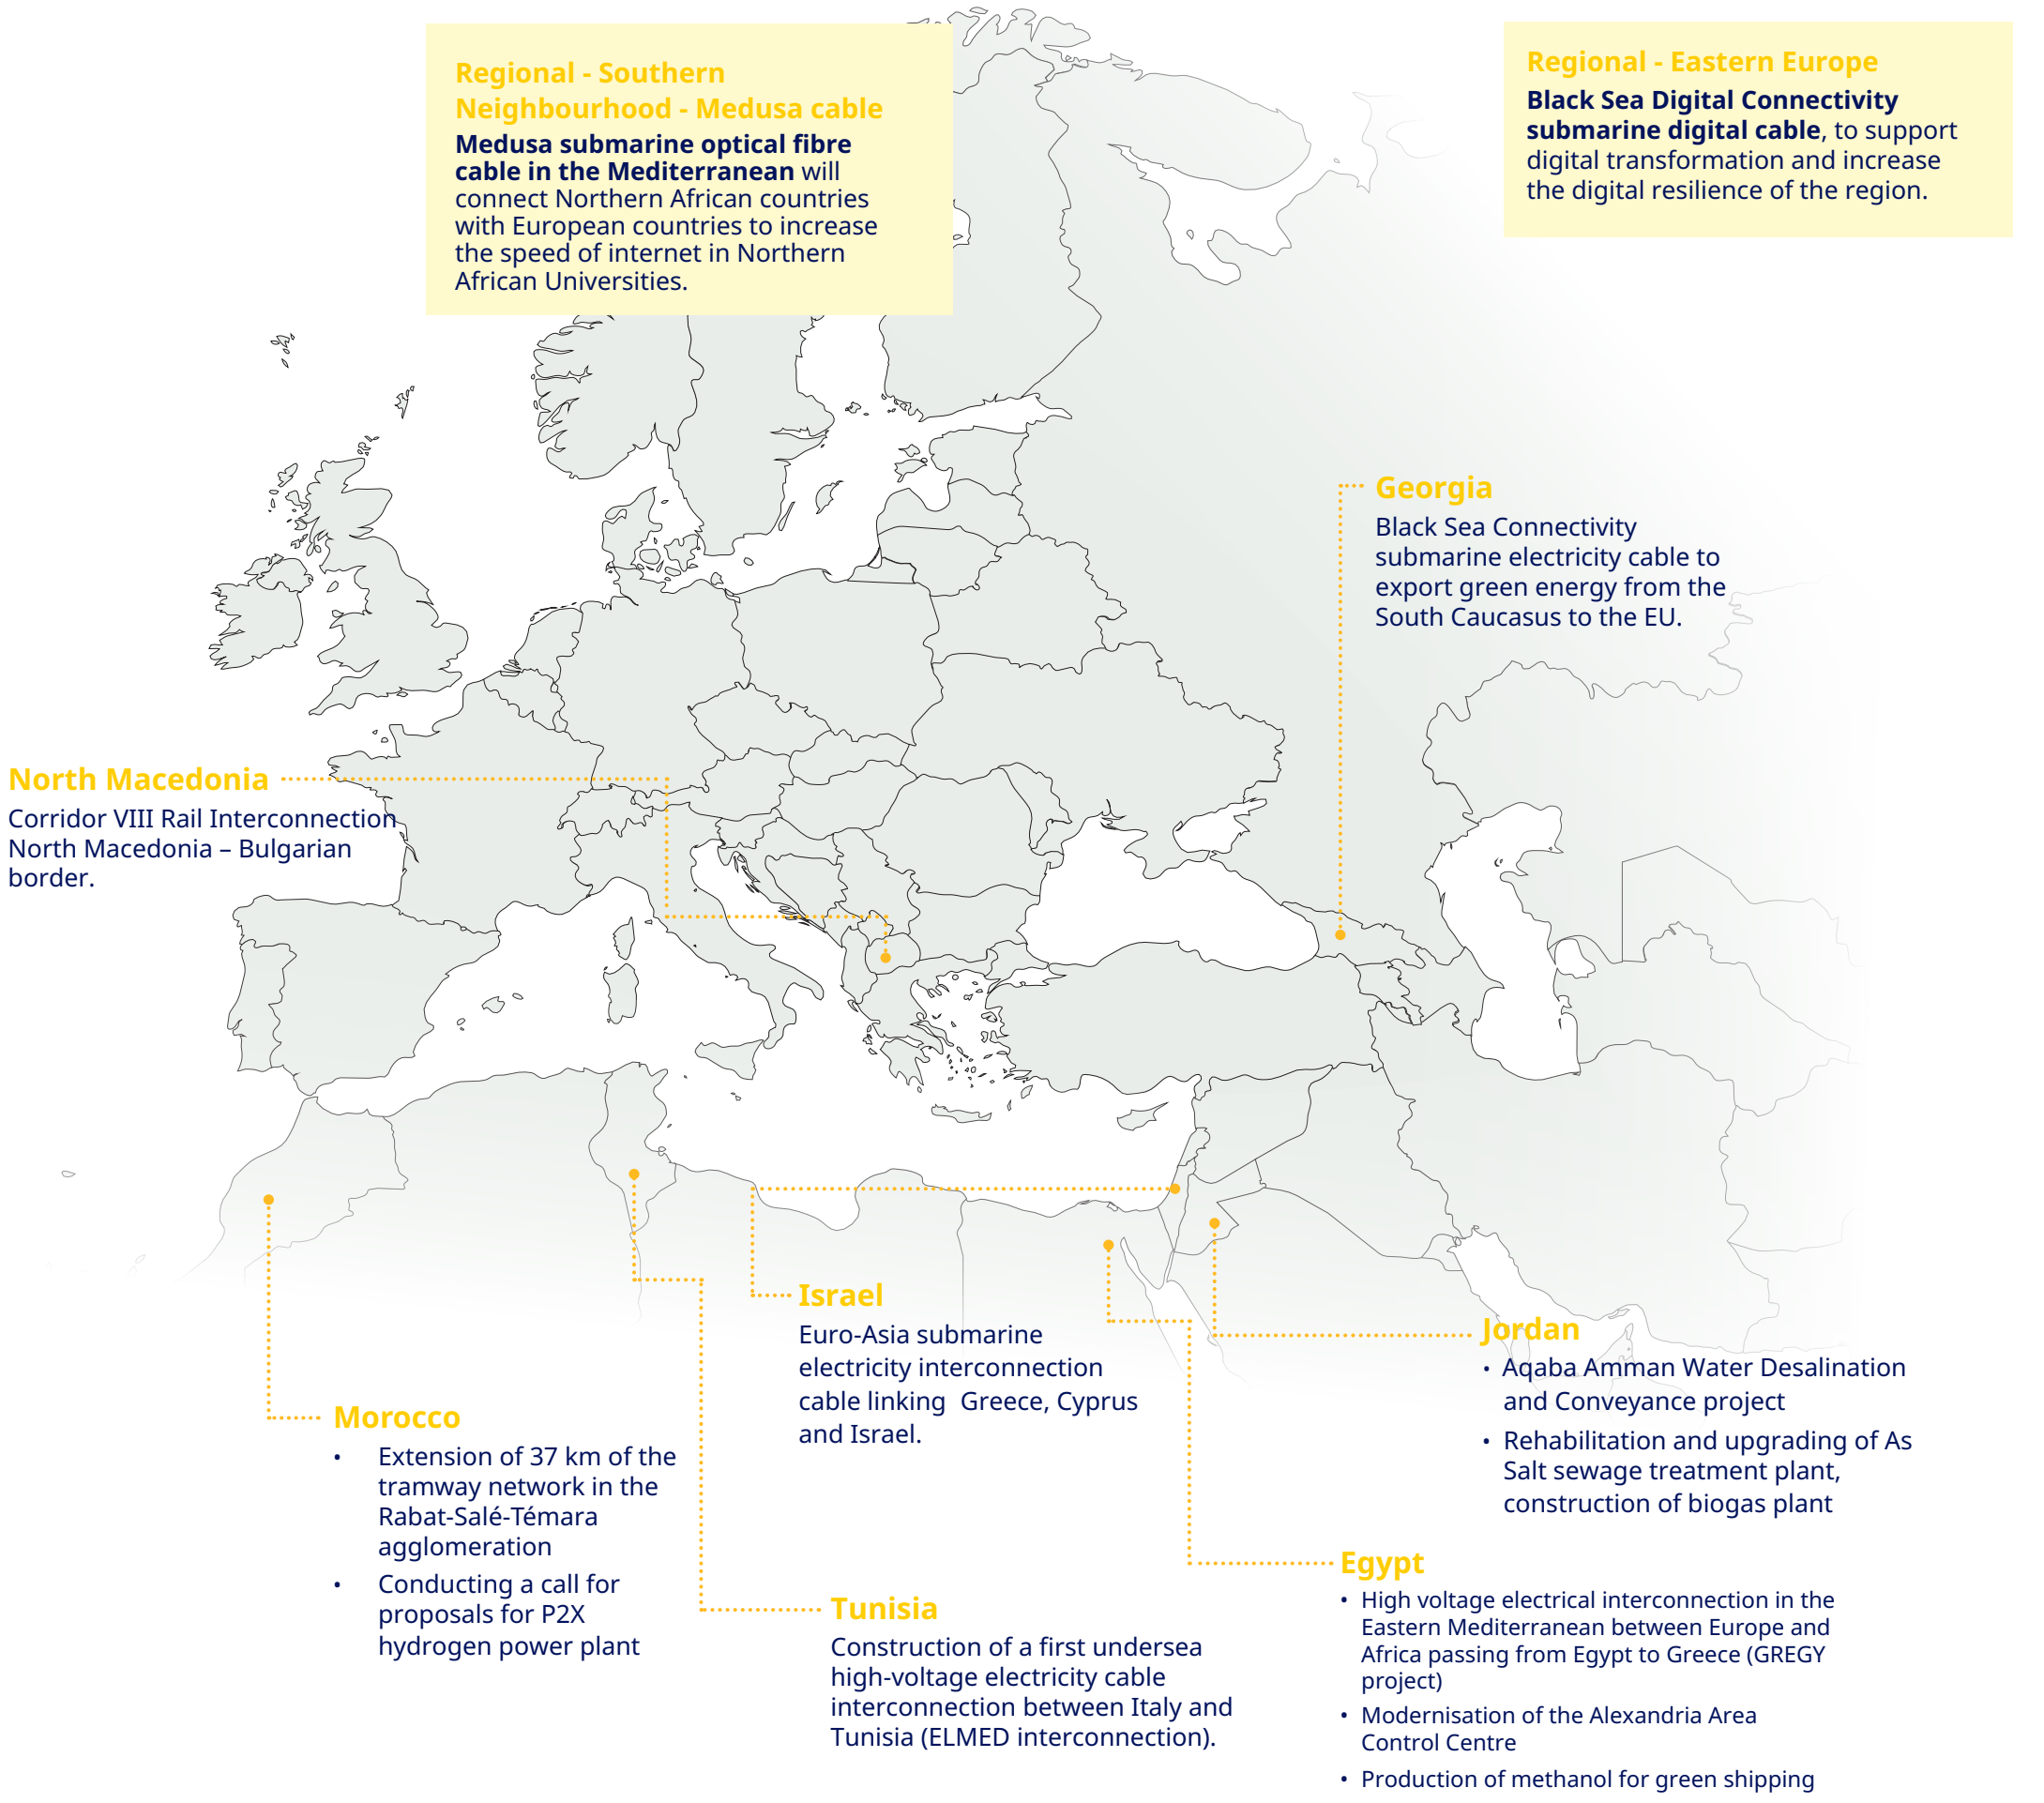 Regional - Southern
Neighbourhood - Medusa cable
Medusa submarine optical fibre
cable in the Mediterranean will
connect Northern African countries
with European countries to increase
the speed of internet in Northern
African Universities.
Regional - Eastern Europe
Black Sea Digital Connectivity
submarine digital cable, to support
digital transformation and increase
the digital resilience of the region.
Georgia
Black Sea Connectivity
submarine electricity cable to
export green energy from the
South Caucasus to the EU.
North Macedonia
Corridor VIII Rail Interconnection
North Macedonia – Bulgarian
border.
Israel
Euro-Asia submarine
electricity interconnection
cable linking  Greece, Cyprus
and Israel.
Jordan
• Aqaba Amman Water Desalination
and Conveyance project
• Rehabilitation and upgrading of As
Salt sewage treatment plant,
construction of biogas plant
Morocco
• Extension of 37 km of the
tramway network in the
Rabat-Salé-Témara
agglomeration
• Conducting a call for
proposals for P2X
hydrogen power plant
Tunisia
Construction of a first undersea
high-voltage electricity cable
interconnection between Italy and
Tunisia (ELMED interconnection).
Egypt
• High voltage electrical interconnection in the
Eastern Mediterranean between Europe and
Africa passing from Egypt to Greece (GREGY
project)
• Modernisation of the Alexandria Area
Control Centre
• Production of methanol for green shipping